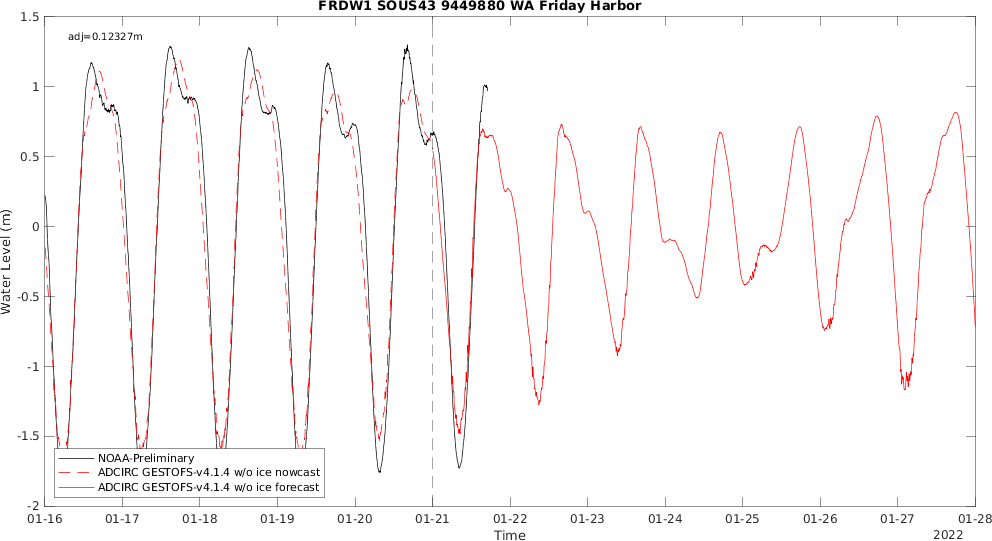 FRDW1 SOUS43 9449880 WA Friday Harbor
adj=0.12327m
1.5
1
0.5
0
-0.5
-1
-1.5
-2
Water Level (m)
NOAA-Preliminary
ADCIRC GESTOFS-v4.1.4 w/o ice nowcast
ADCIRC GESTOFS-v4.1.4 w/o ice forecast
01-16 01-17 01-18 01-19 01-20 01-21 01-22 01-23 01-24 01-25 01-26 01-27 01-28
Time
2022